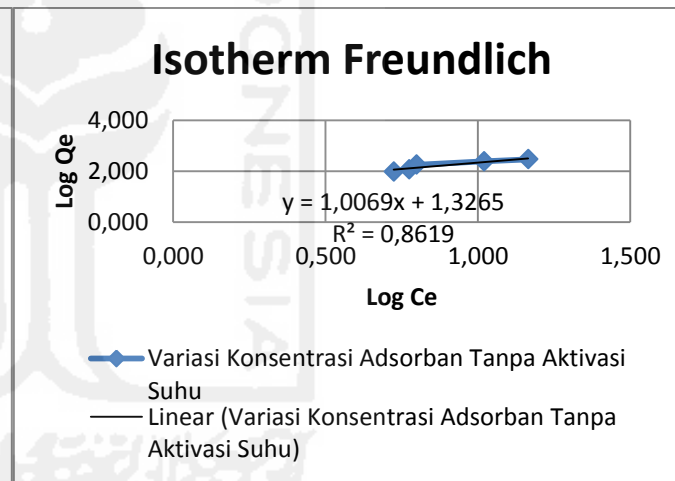 Isotherm Freundlich
Log Qe
4,000
2,000
0,000
y = 1,0069x + 1,3265
R² = 0,8619
0,000 0,500 1,000 1,500
Log Ce
Variasi Konsentrasi Adsorban Tanpa Aktivasi
Suhu
Linear (Variasi Konsentrasi Adsorban Tanpa
Aktivasi Suhu)